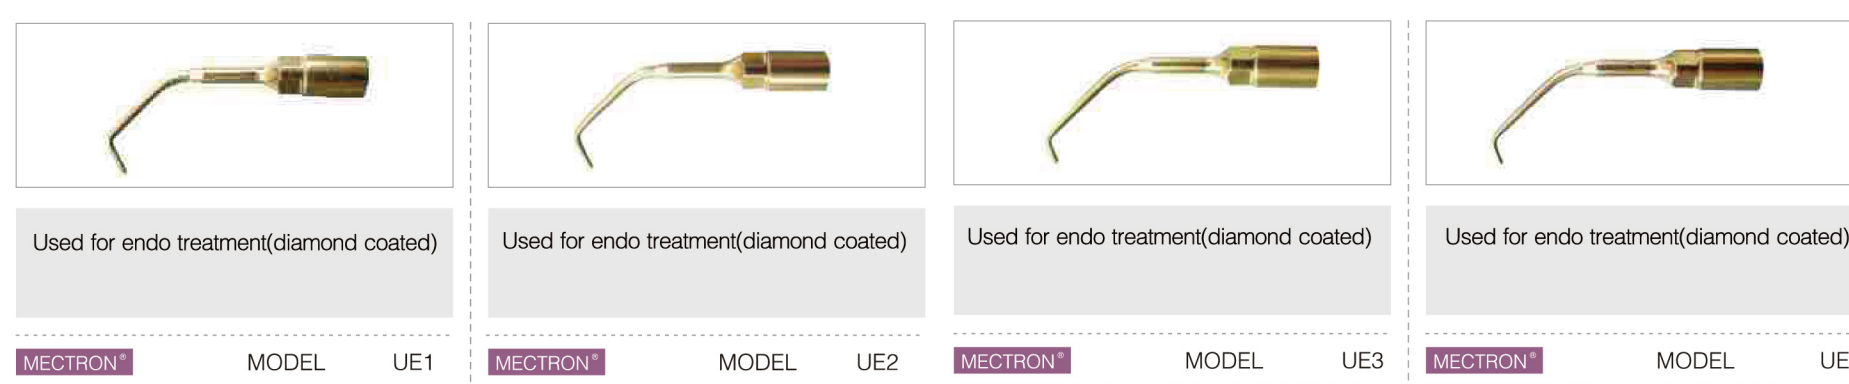 Used for endo treatment(diamond coated)
Used for endo treatment(diamond coated)
Used for endo treatment(diamond coated)
Used for endo treatment(diamond coated)
MECTRON® MODEL UE1
MECTRON® MODEL UE2
MECTRON® MODEL UE3
MECTRON® MODEL UE